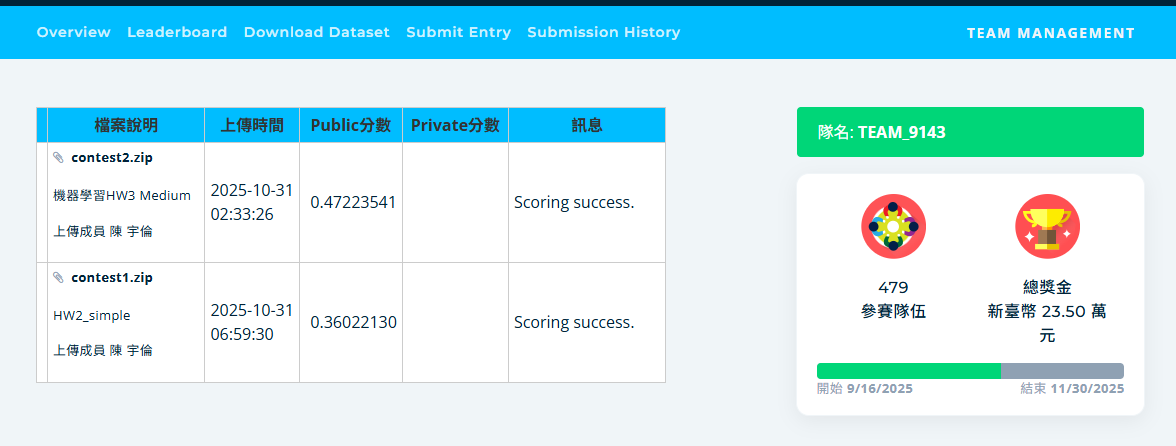 Overview Leaderboard Download Dataset Submit Entry Submission History TEAM MANAGEMENT
檔案說明 上傳時間 Public分數 Private分數 訊息
contest2.zip
機器學習HW3 Medium
上傳成員 陳 宇倫
2025-10-31
02:33:26
0.47223541
Scoring success.
contest1.zip
HW2_simple
上傳成員 陳 宇倫
2025-10-31
06:59:30
0.36022130
Scoring success.
隊名: TEAM_9143
479
參賽隊伍
總獎金
新臺幣 23.50 萬
元
開始 9/16/2025
結束 11/30/2025